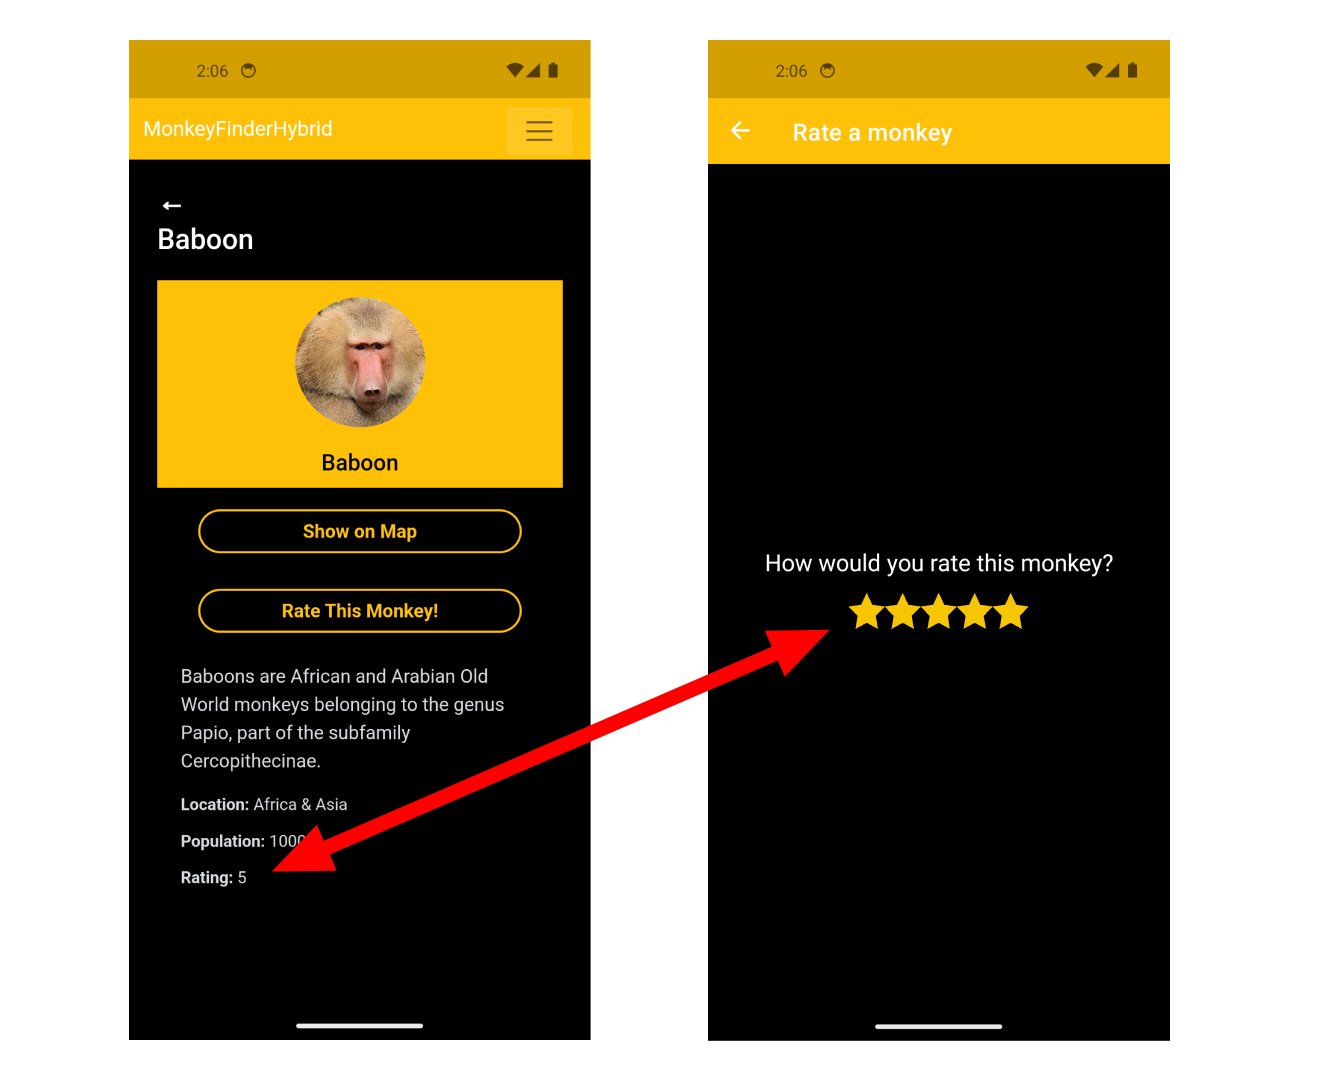 2:06
MonkeyFinderHybrid
Baboon
Baboon
Show on Map
Rate This Monkey!
Baboons are African and Arabian Old
World monkeys belonging to the genus
Papio, part of the subfamily
Cercopithecinae.
Location: Africa & Asia
Population:
Rating: 5
2:06
Rate a monkey
How would you rate this monkey?